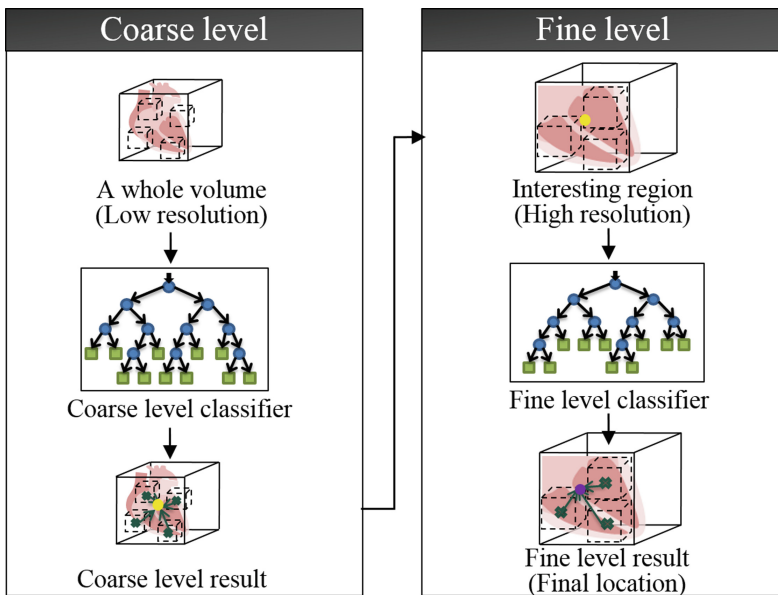 Coarse level
A whole volume
(Low resolution)
Coarse level classifier
Coarse level result
Fine level
Interesting region
(High resolution)
Fine level classifier
Fine level result
(Final location)